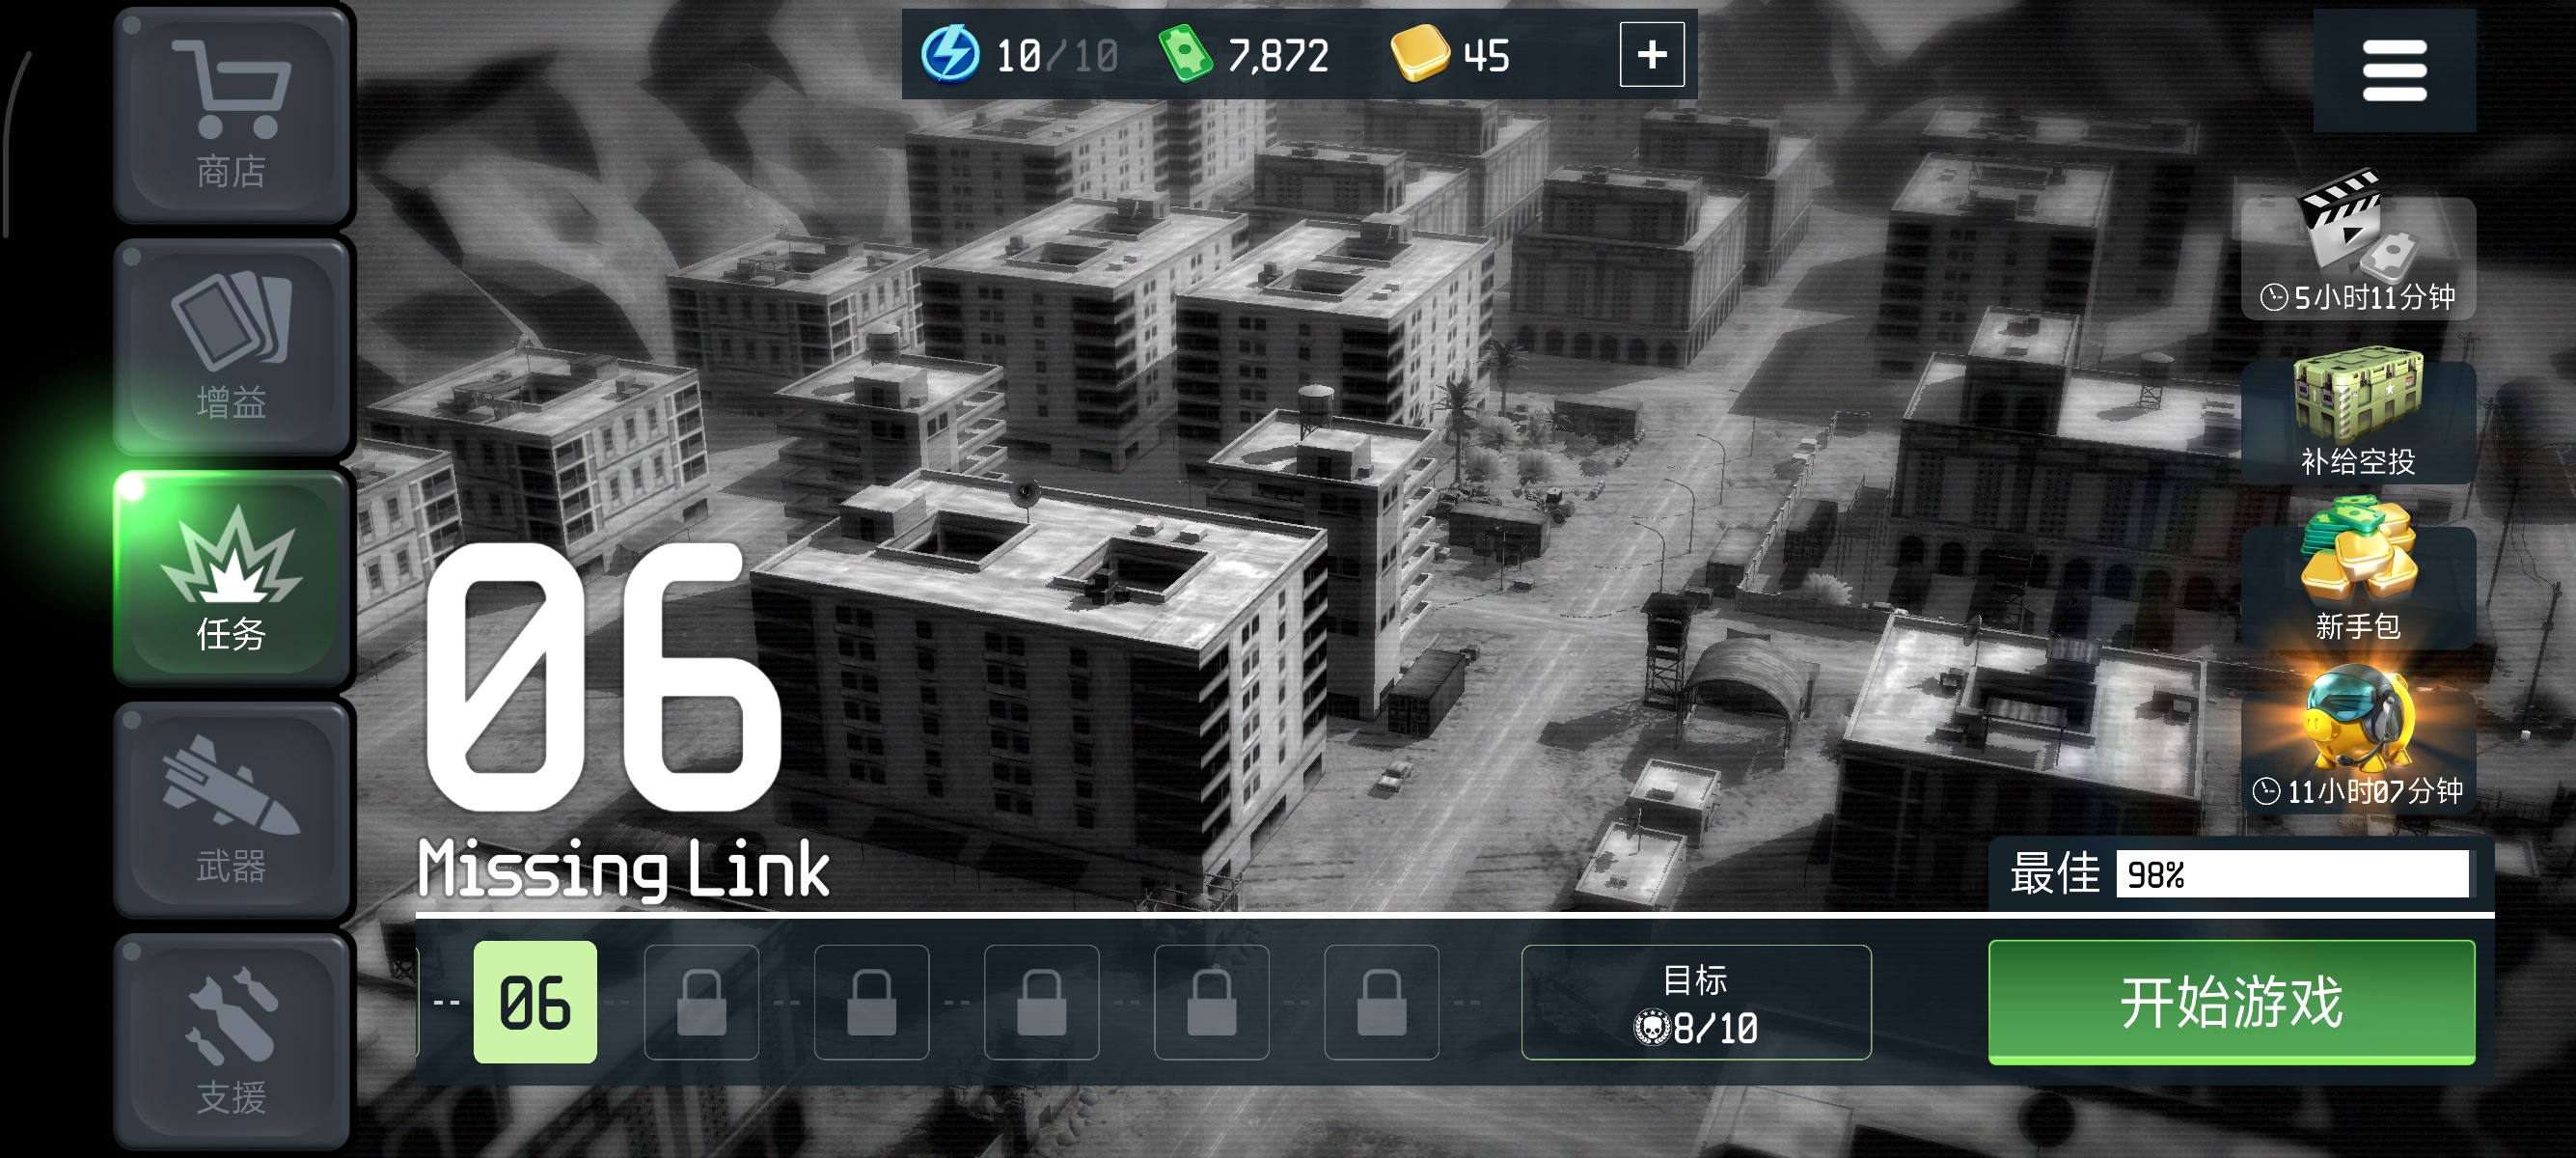 商店
增益
任务
武器
支援
10/10
7,872
45
+
5小时11分钟
补给空投
新手包
11小时07分钟
06
Missing Link
最佳 98%
06
目标
8/10
开始游戏